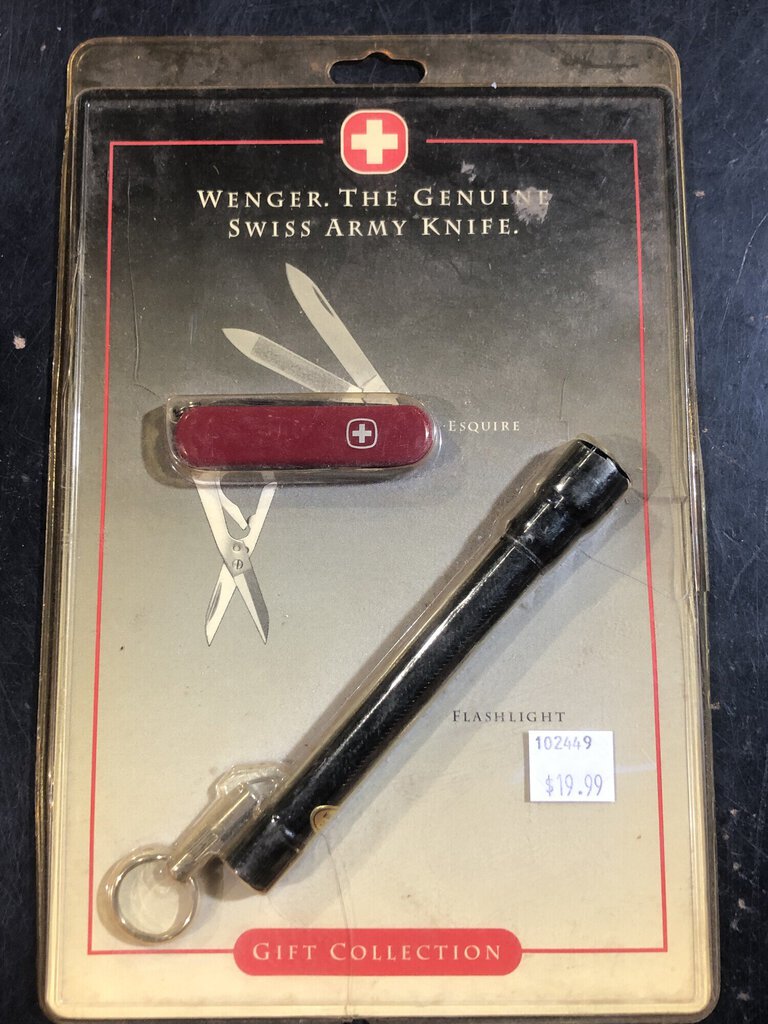 WENGER. THE GENUINE
SWISS ARMY KNIFE.
ESQUIRE
FLASHLIGHT
102449
$19.99
GIFT COLLECTION